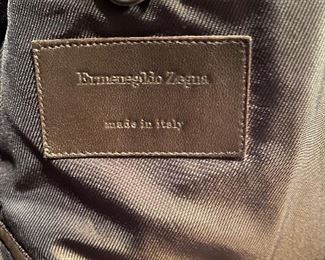 Ermenegildo Zegna
made in italy